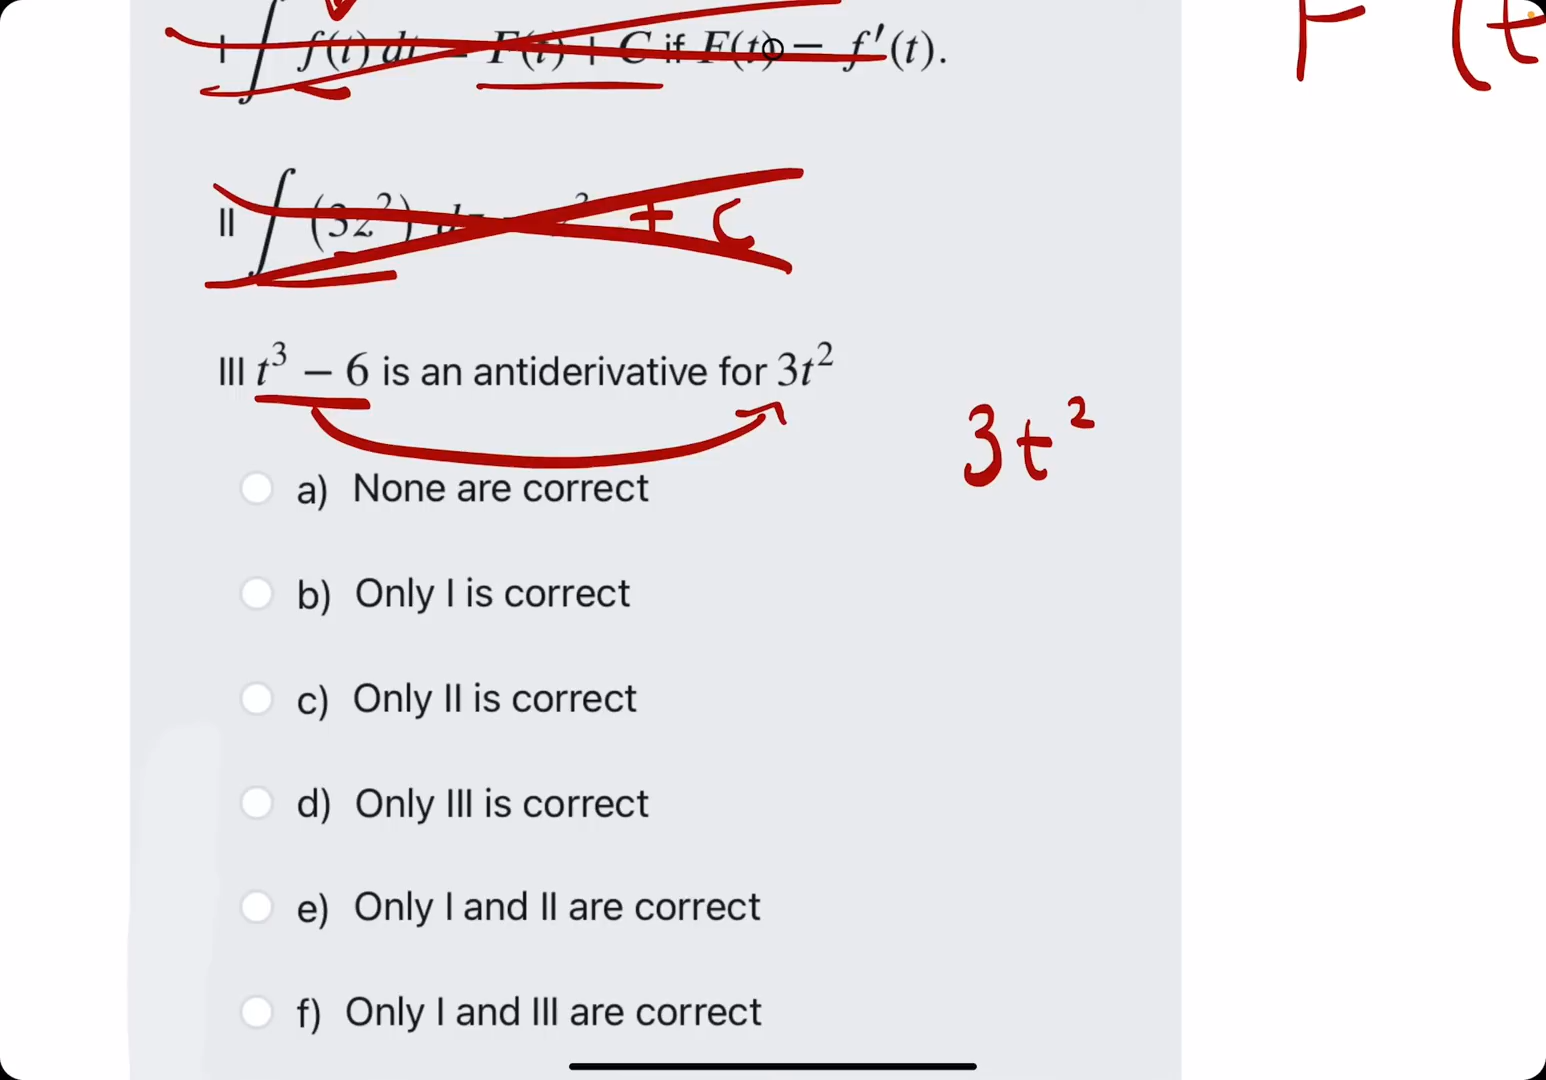 I ∫ f(t) dt = F(t) + C if F(t) = f′(t).
F (t
II ∫ (3z²) dz + C
III t³ − 6 is an antiderivative for 3t²
3t²
a) None are correct
b) Only I is correct
c) Only II is correct
d) Only III is correct
e) Only I and II are correct
f) Only I and III are correct